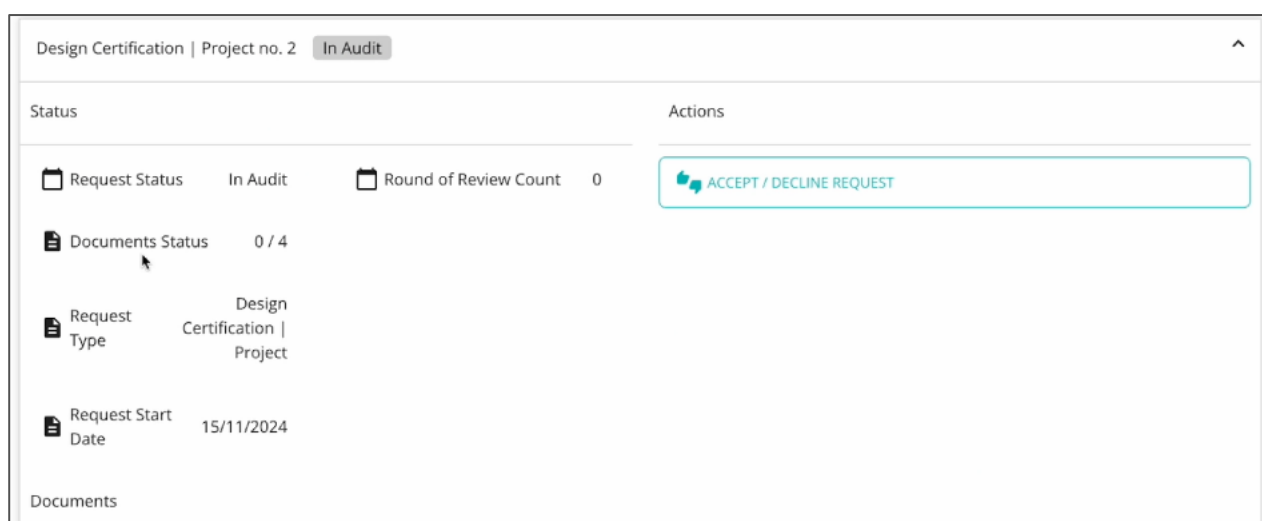 Design Certification | Project no. 2 In Audit
Status
Actions
Request Status In Audit
Round of Review Count 0
ACCEPT / DECLINE REQUEST
Documents Status 0 / 4
Request
Type
Design
Certification |
Project
Request Start
Date
15/11/2024
Documents